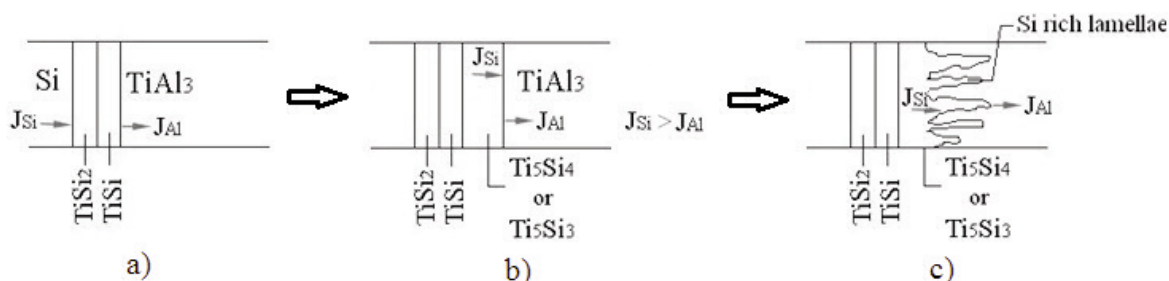 Si
TiAl3
JSi
JAl
TiSi2
TiSi
a)
JSi
TiAl3
JAl
JSi > JAl
TiSi2
TiSi
Ti5Si4
or
Ti5Si3
b)
Si rich lamellae
JSi
JAl
TiSi2
TiSi
Ti5Si4
or
Ti5Si3
c)